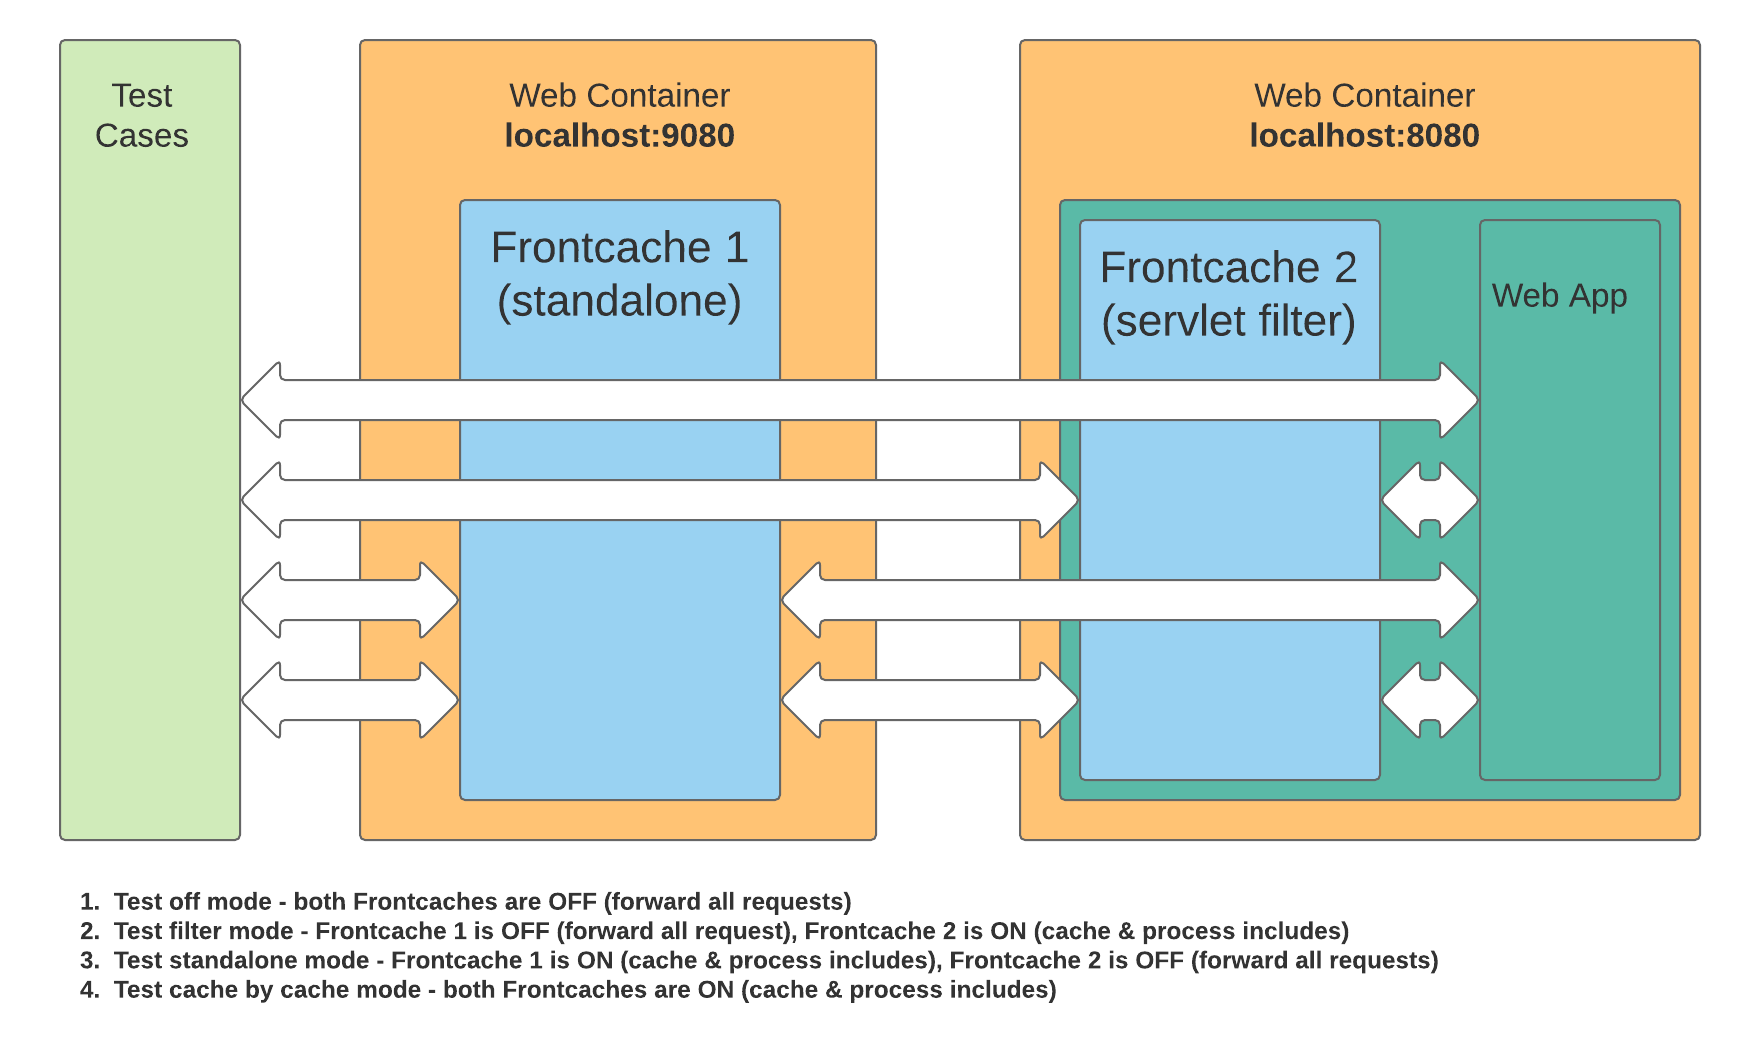 Test
Cases
Web Container
localhost:9080
Web Container
localhost:8080
Frontcache 1
(standalone)
Frontcache 2
(servlet filter)
Web App
1. Test off mode - both Frontcaches are OFF (forward all requests)
2. Test filter mode - Frontcache 1 is OFF (forward all request), Frontcache 2 is ON (cache & process includes)
3. Test standalone mode - Frontcache 1 is ON (cache & process includes), Frontcache 2 is OFF (forward all requests)
4. Test cache by cache mode - both Frontcaches are ON (cache & process includes)